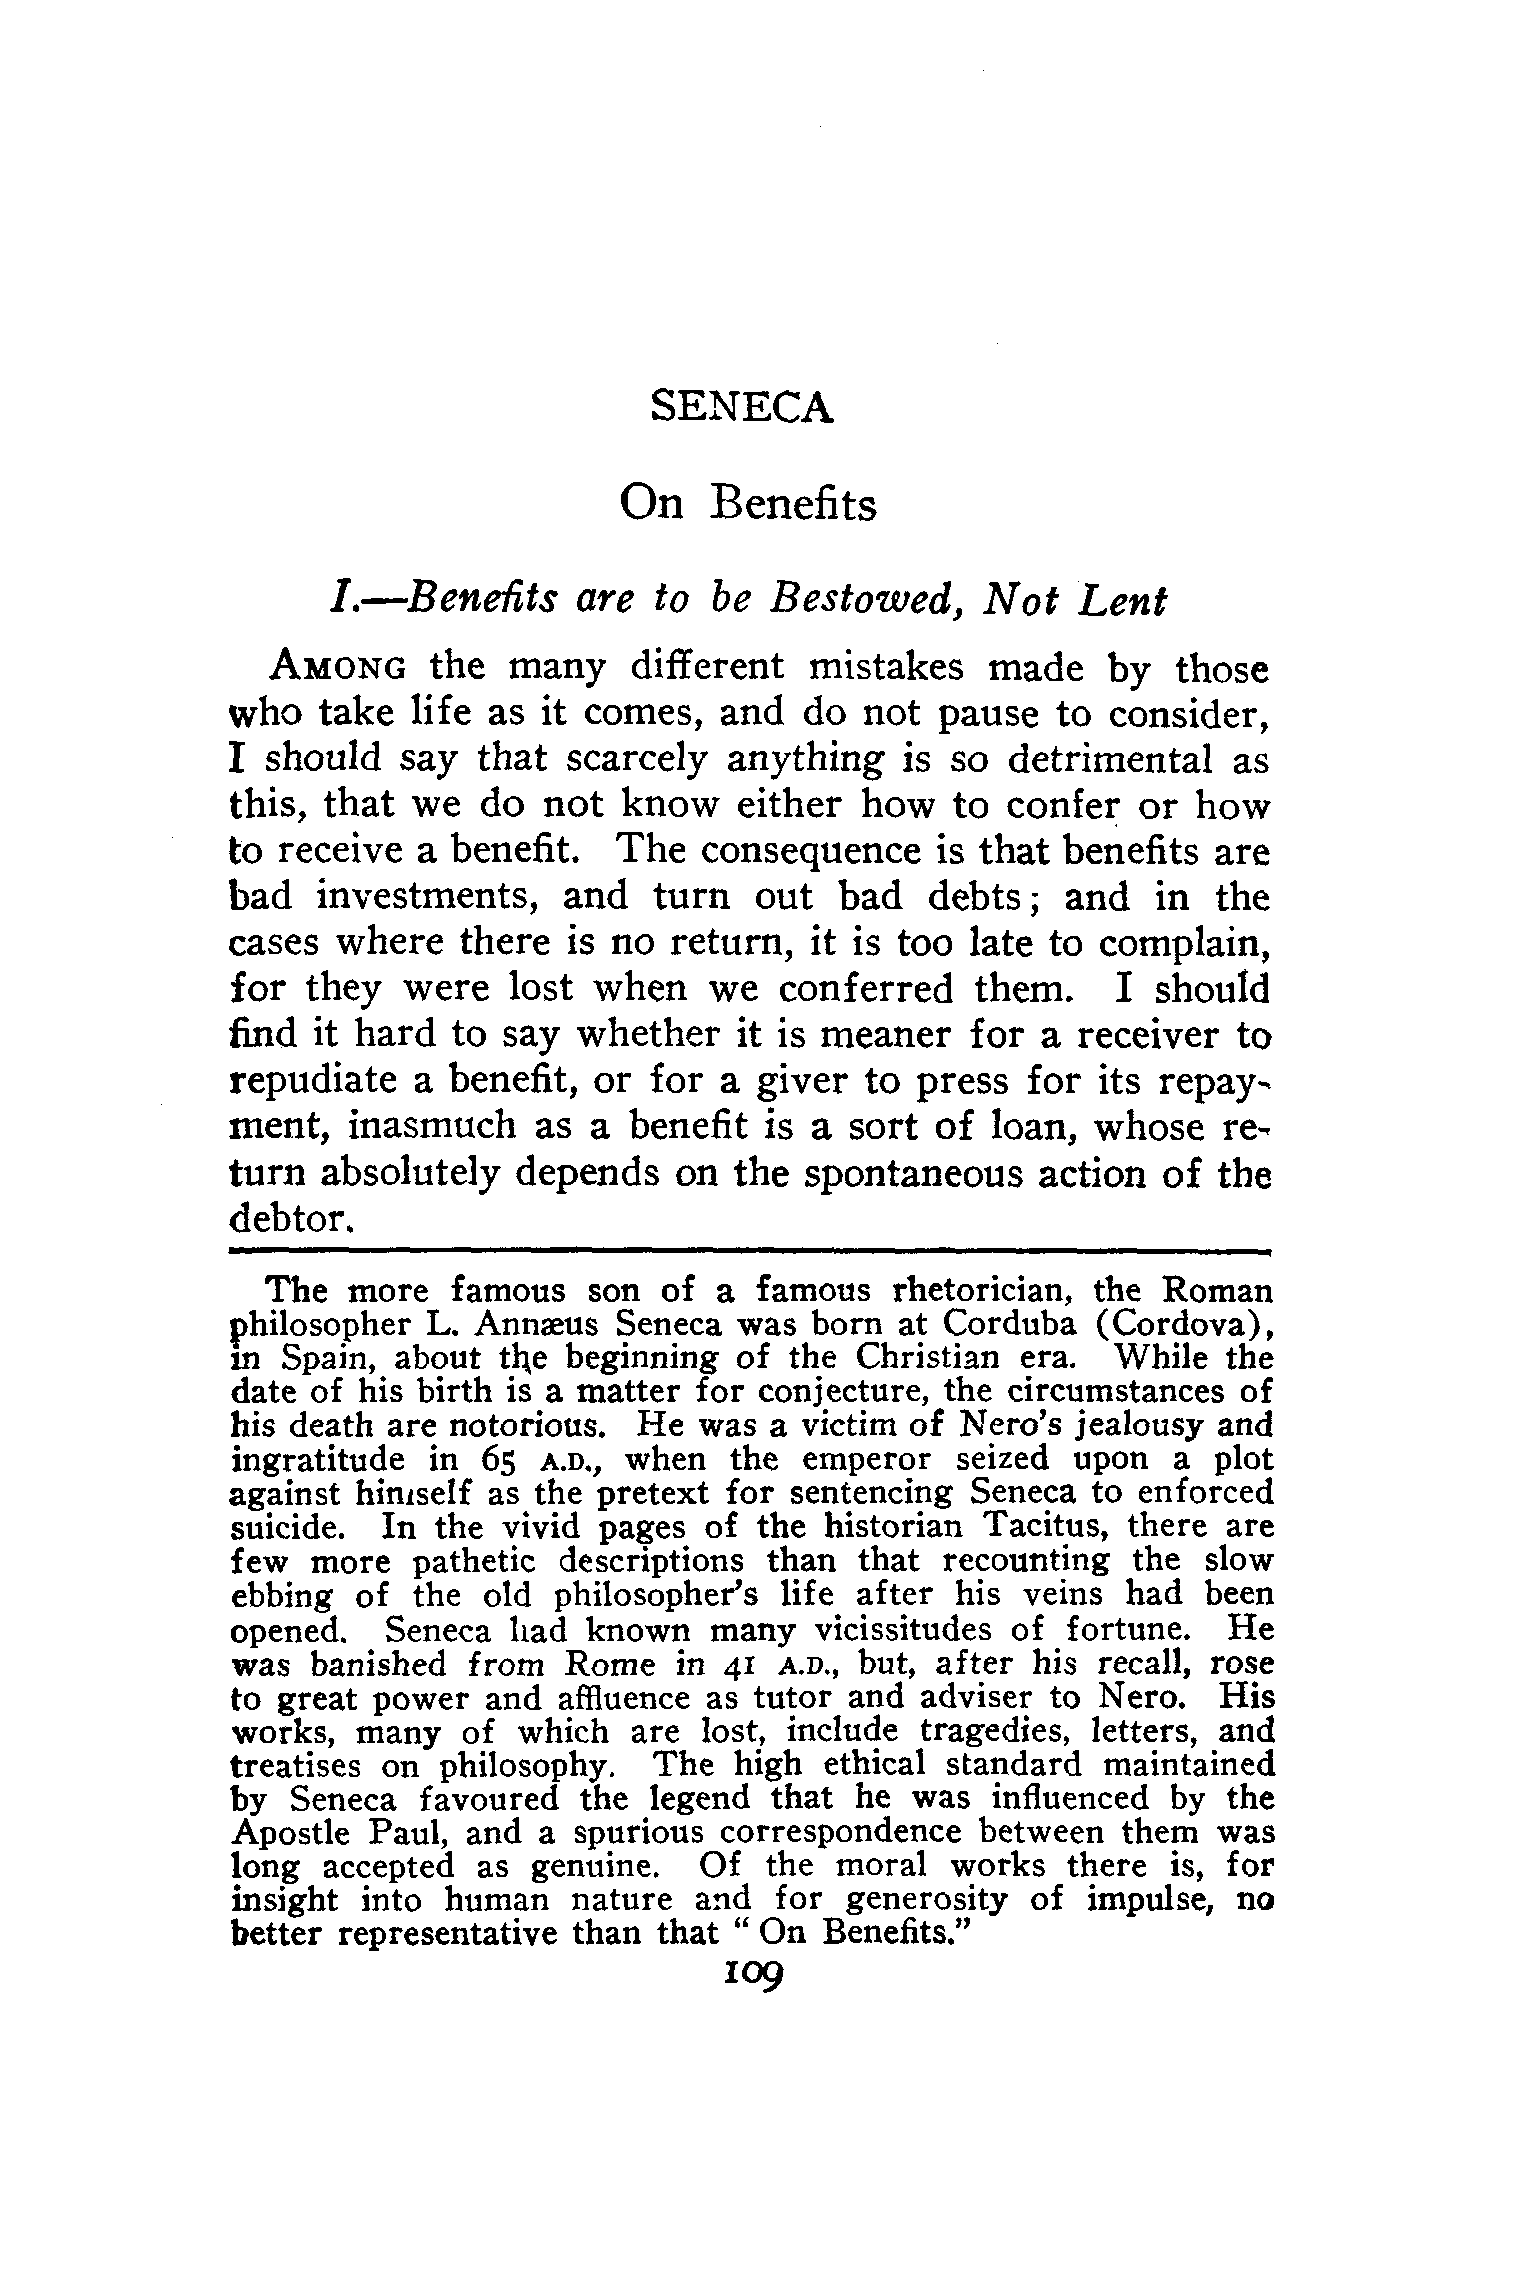 SENECA
On Benefits
I.—Benefits are to be Bestowed, Not Lent
AMONG the many different mistakes made by those
who take life as it comes, and do not pause to consider,
I should say that scarcely anything is so detrimental as
this, that we do not know either how to confer or how
to receive a benefit. The consequence is that benefits are
bad investments, and turn out bad debts; and in the
cases where there is no return, it is too late to complain,
for they were lost when we conferred them. I should
find it hard to say whether it is meaner for a receiver to
repudiate a benefit, or for a giver to press for its repay-
ment, inasmuch as a benefit is a sort of loan, whose re-
turn absolutely depends on the spontaneous action of the
debtor.
The more famous son of a famous rhetorician, the Roman
philosopher L. Annæus Seneca was born at Corduba (Cordova),
in Spain, about the beginning of the Christian era. While the
date of his birth is a matter for conjecture, the circumstances of
his death are notorious. He was a victim of Nero's jealousy and
ingratitude in 65 A.D., when the emperor seized upon a plot
against himself as the pretext for sentencing Seneca to enforced
suicide. In the vivid pages of the historian Tacitus, there are
few more pathetic descriptions than that recounting the slow
ebbing of the old philosopher's life after his veins had been
opened. Seneca had known many vicissitudes of fortune. He
was banished from Rome in 41 A.D., but, after his recall, rose
to great power and affluence as tutor and adviser to Nero. His
works, many of which are lost, include tragedies, letters, and
treatises on philosophy. The high ethical standard maintained
by Seneca favoured the legend that he was influenced by the
Apostle Paul, and a spurious correspondence between them was
long accepted as genuine. Of the moral works there is, for
insight into human nature and for generosity of impulse, no
better representative than that "On Benefits."
109